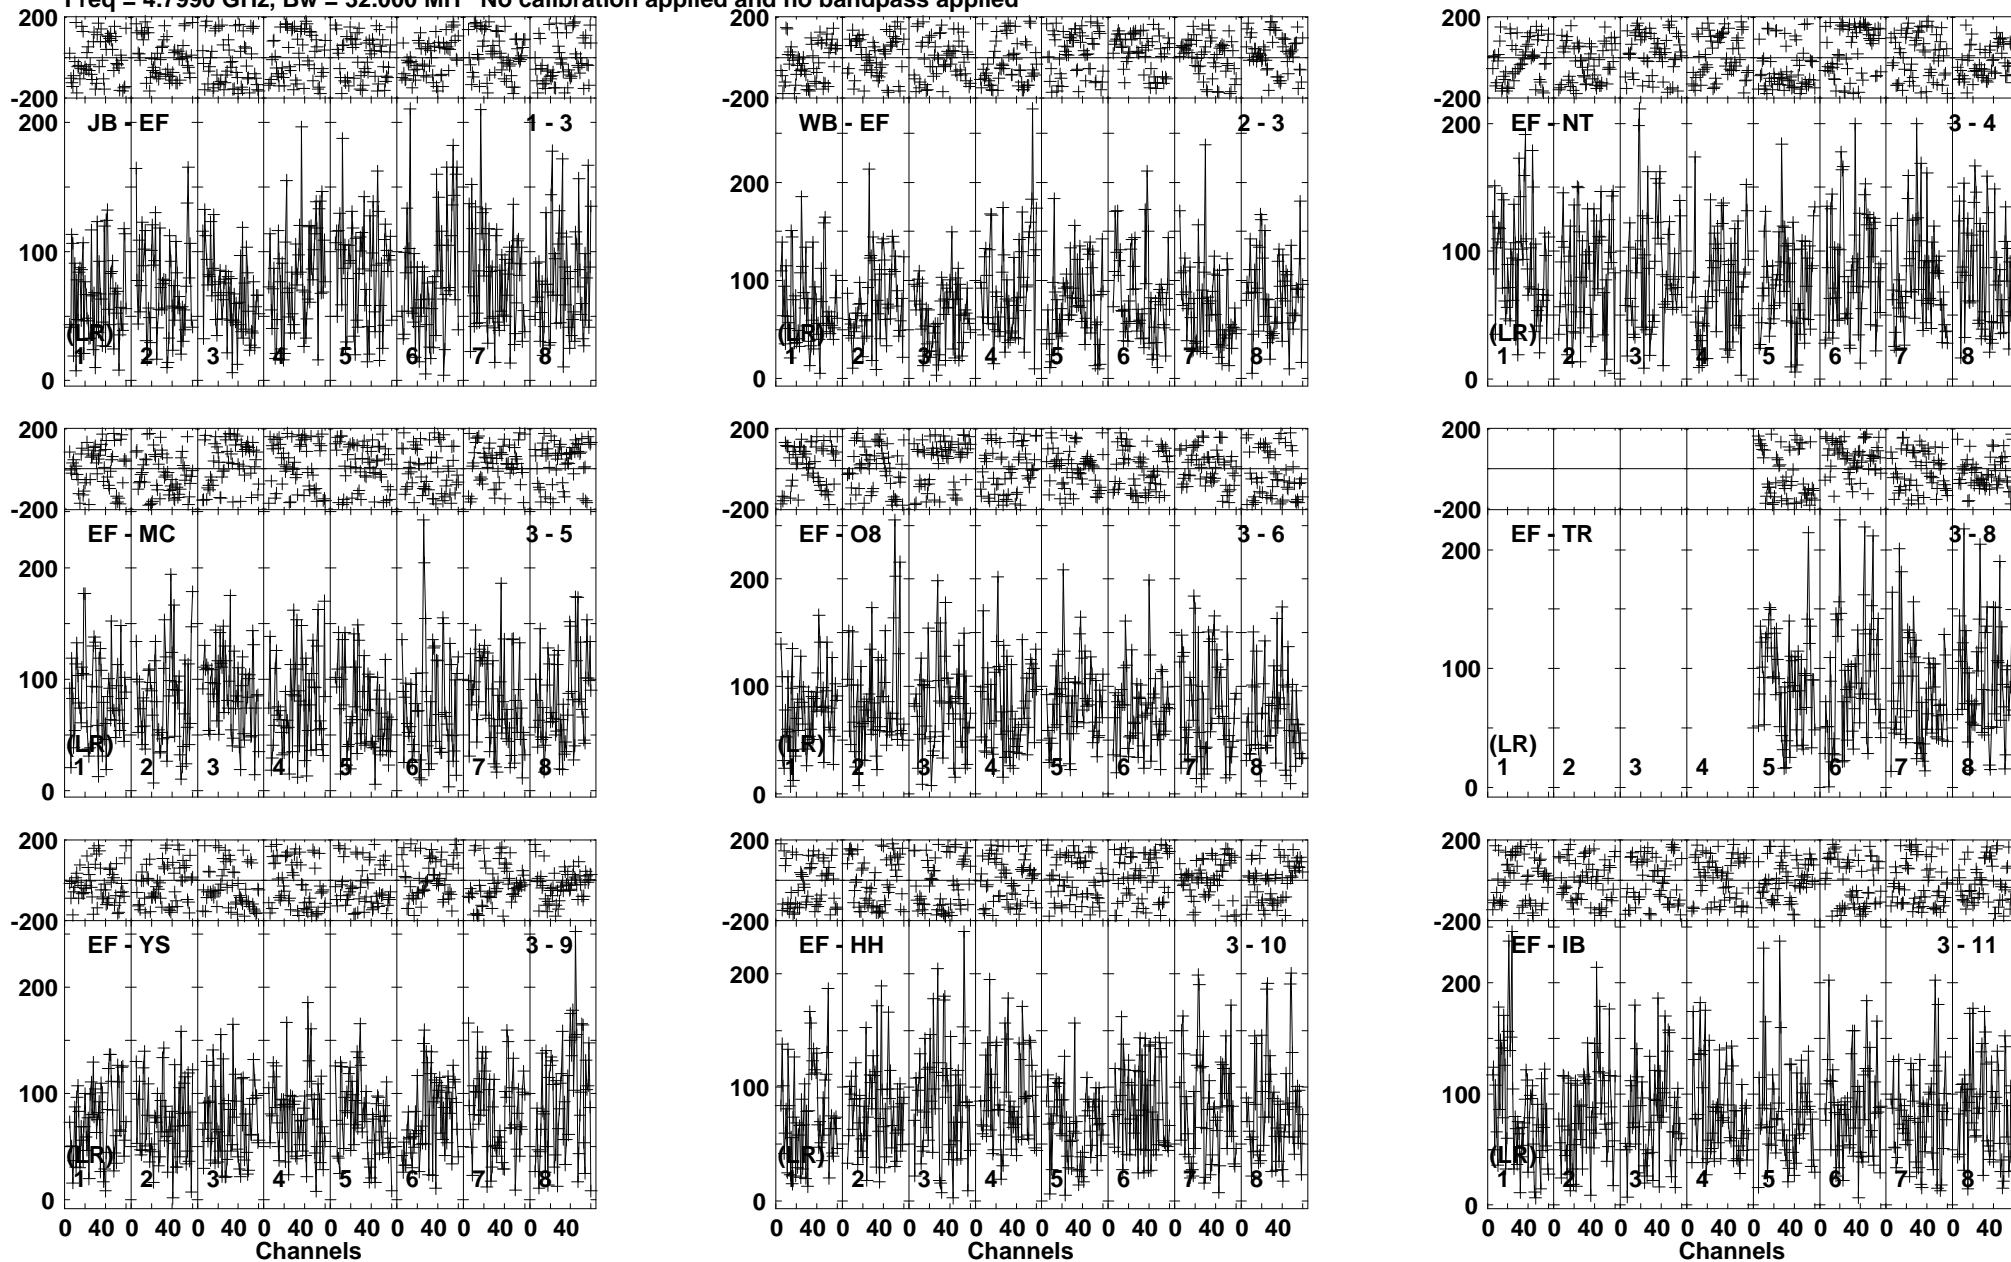 Freq = 4.7990 GHz, Bw = 32.000 MH No calibration applied and no bandpass applied
200 200 200
-200 -200 -200
JB - EF 1 - 3 WB - EF 2 - 3 EF - NT 3 - 4
200 200 200
100 100 100
(LR) (LR) (LR)
1 2 3 4 5 6 7 8 1 2 3 4 5 6 7 8 1 2 3 4 5 6 7 8
0 0 0
200 200 200
-200 -200 -200
EF - MC 3 - 5 EF - O8 3 - 6 EF - TR 3 - 8
200 200 200
100 100 100
(LR) (LR) (LR)
1 2 3 4 5 6 7 8 1 2 3 4 5 6 7 8 1 2 3 4 5 6 7 8
0 0 0
200 200 200
-200 -200 -200
EF - YS 3 - 9 EF - HH 3 - 10 EF - IB 3 - 11
200 200 200
100 100 100
(LR) (LR) (LR)
1 2 3 4 5 6 7 8 1 2 3 4 5 6 7 8 1 2 3 4 5 6 7 8
0 0 0
0 40 0 40 0 40 0 40 0 40 0 40 0 40 0 40 0 40 0 40 0 40 0 40 0 40 0 40 0 40 0 40 0 40 0 40 0 40 0 40 0 40 0 40 0 40 0 40
Channels Channels Channels